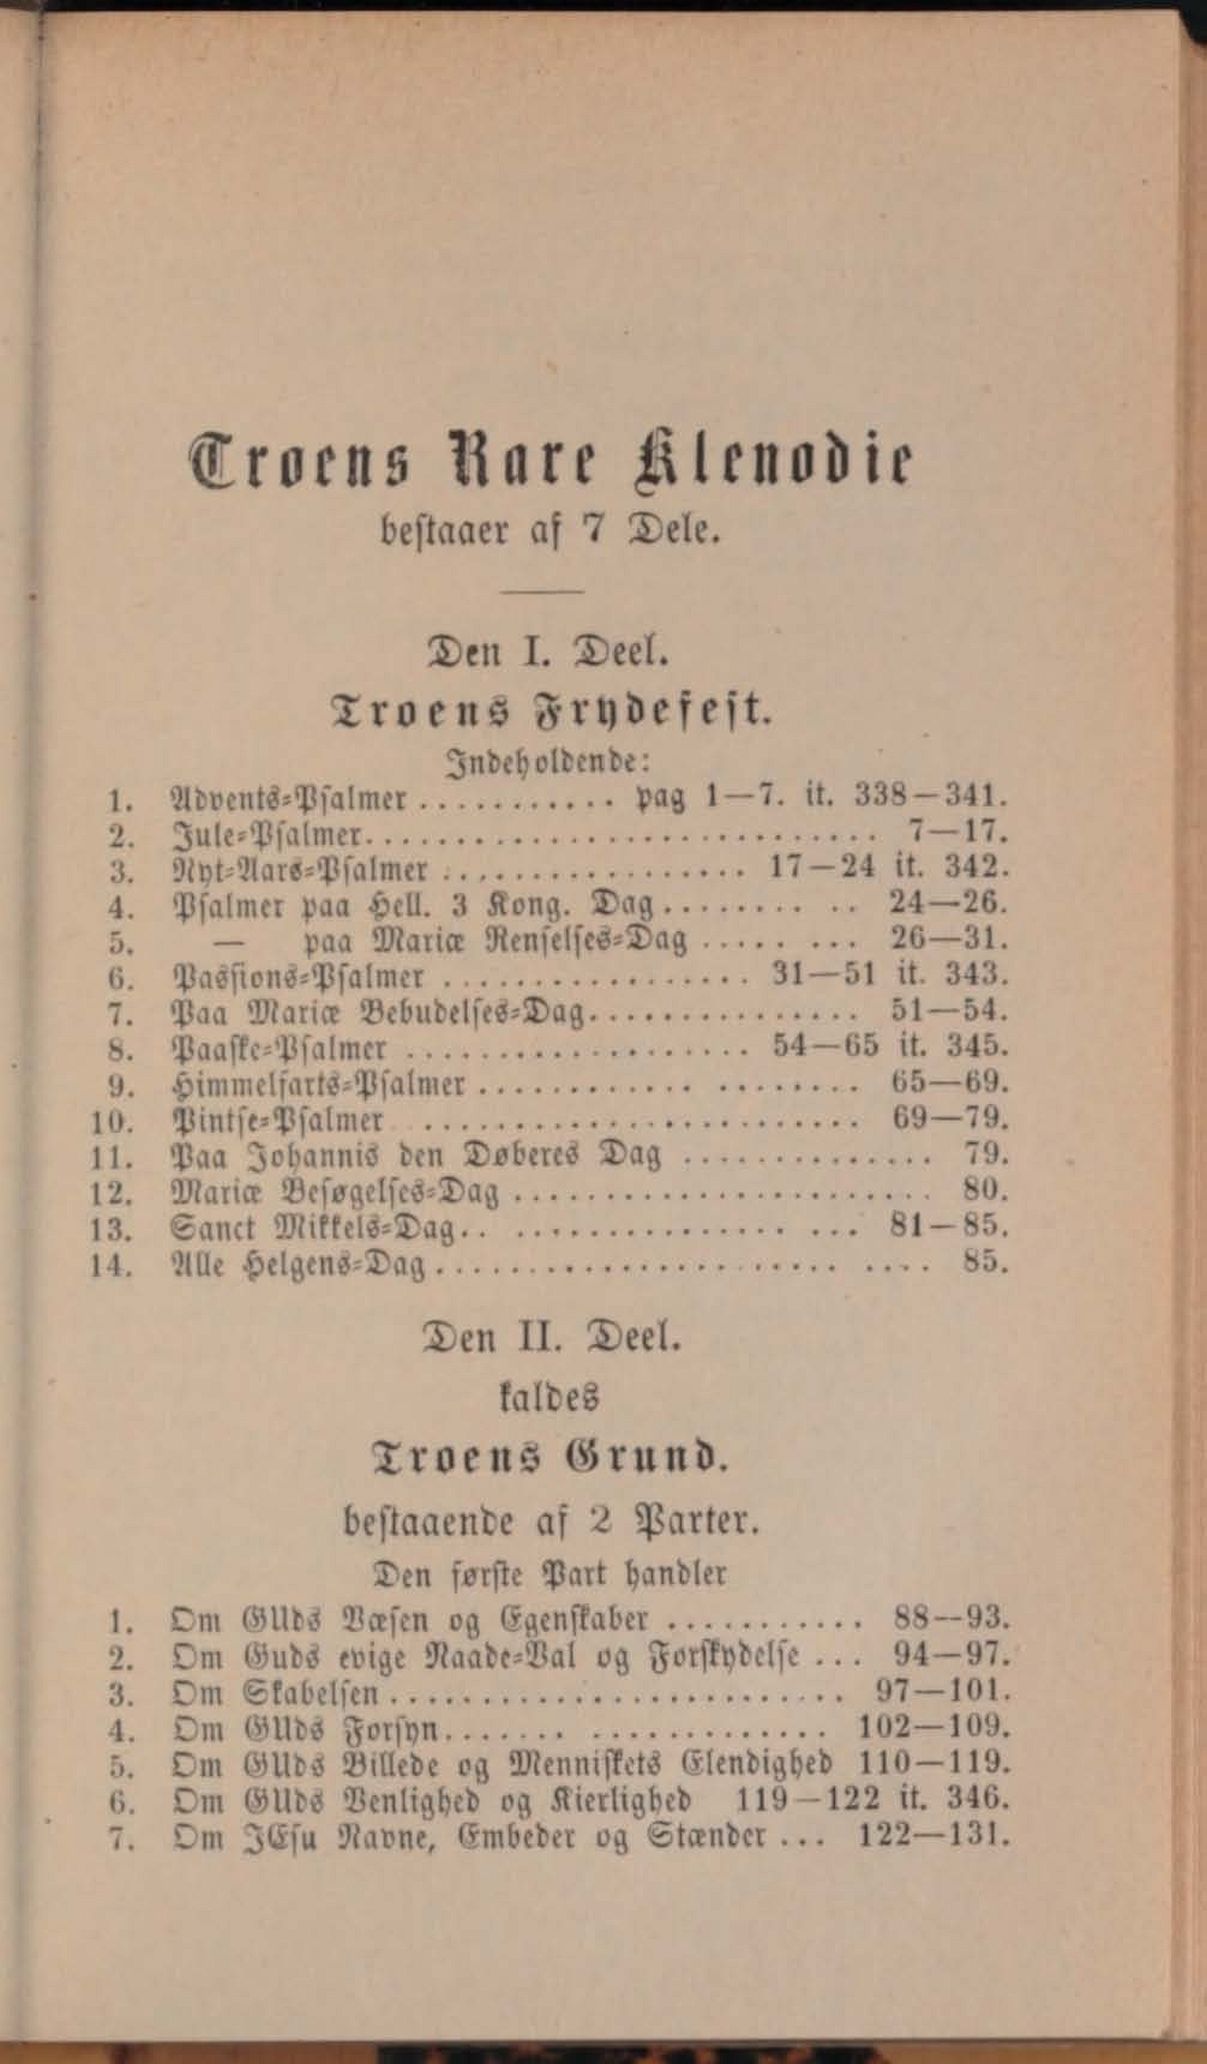 Troens Rare Klenodie
bestaaer af 7 Dele.
Den I. Deel.
Troens Frydefest.
Indeholdende:
1. Advents-Psalmer ........... pag 1—7. it. 338—341.
2. Jule-Psalmer............................ 7—17.
3. Nyt-Aars-Psalmer ................. 17—24 it. 342.
4. Psalmer paa Hell. 3 Kong. Dag........ .. 24—26.
5. — paa Mariæ Renselses-Dag ..... ... 26—31.
6. Passions-Psalmer ................. 31—51 it. 343.
7. Paa Mariæ Bebudelses-Dag............... 51—54.
8. Paaske-Psalmer ................... 54—65 it. 345.
9. Himmelfarts-Psalmer ............ ........ 65—69.
10. Pintse-Psalmer ........................ 69—79.
11. Paa Johannis den Døberes Dag .............. 79.
12. Mariæ Besøgelses-Dag ....................... 80.
13. Sanct Mikkels-Dag.. ............... ... 81—85.
14. Alle Helgens-Dag...................... .... 85.
Den II. Deel.
kaldes
Troens Grund.
bestaaende af 2 Parter.
Den første Part handler
1. Om GUds Væsen og Egenskaber ........... 88—93.
2. Om Guds evige Naade-Val og Forskydelse ... 94—97.
3. Om Skabelsen......................... 97—101.
4. Om GUds Forsyn....... ............. 102—109.
5. Om GUds Billede og Menniskets Elendighed 110—119.
6. Om GUds Venlighed og Kierlighed 119—122 it. 346.
7. Om JEsu Navne, Embeder og Stænder ... 122—131.